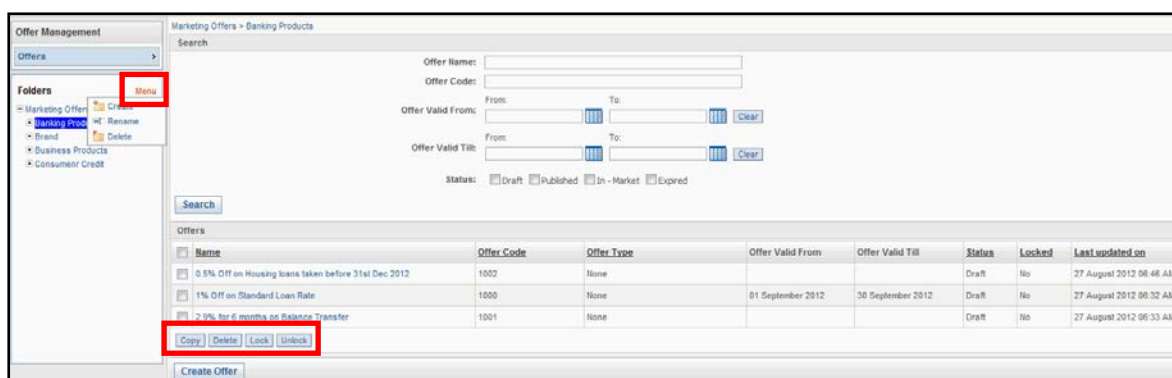 Offer Management
Offers
Folders Menu
Marketing Offer
Create
Banking Prod
Rename
Brand
Delete
Business Products
Consumenr Credit
Marketing Offers > Banking Products
Search
Offer Name:
Offer Code:
Offer Valid From: From: To: Clear
Offer Valid Till: From: To: Clear
Status: Draft Published In - Market Expired
Search
Offers
Name Offer Code Offer Type Offer Valid From Offer Valid Till Status Locked Last updated on
0.5% Off on Housing loans taken before 31st Dec 2012 1002 None Draft No 27 August 2012 06:46 AM
1% Off on Standard Loan Rate 1000 None 01 September 2012 30 September 2012 Draft No 27 August 2012 06:32 AM
2.9% for 6 months on Balance Transfer 1001 None Draft No 27 August 2012 06:33 AM
Copy Delete Lock Unlock
Create Offer